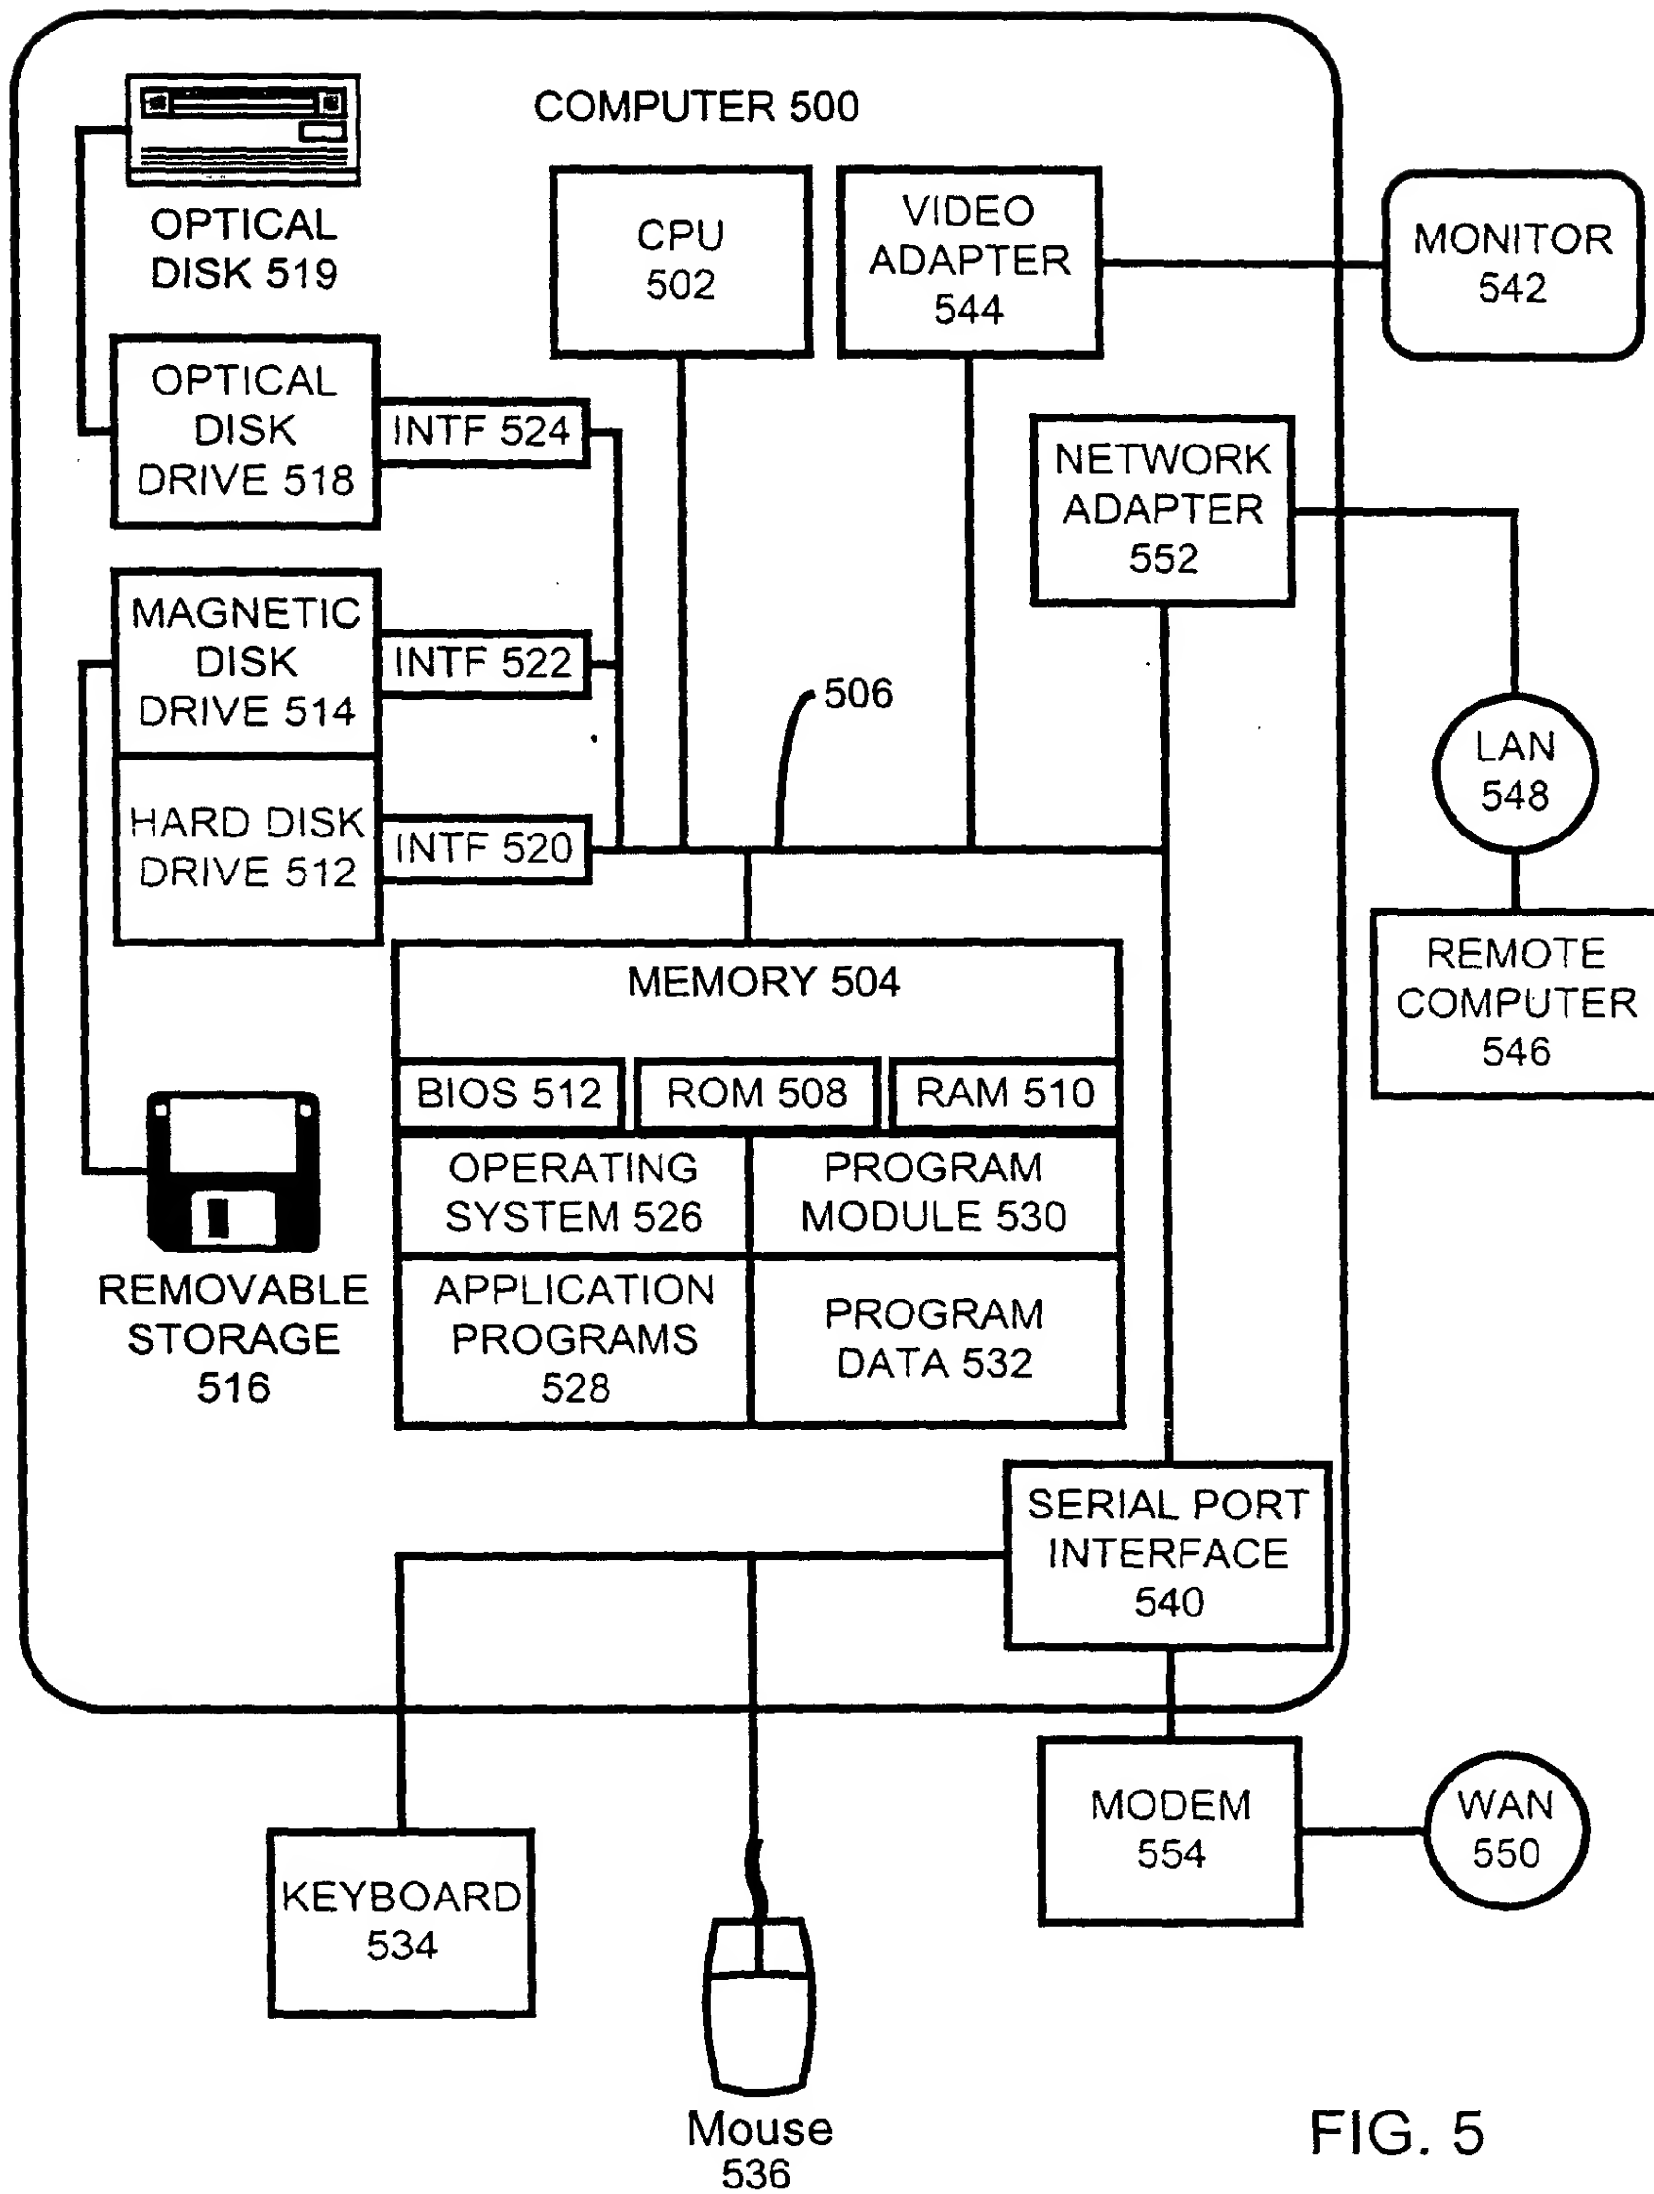 COMPUTER 500
OPTICAL
DISK 519
CPU
502
VIDEO
ADAPTER
544
MONITOR
542
OPTICAL
DISK
DRIVE 518
INTF 524
NETWORK
ADAPTER
552
MAGNETIC
DISK
DRIVE 514
INTF 522
506
LAN
548
HARD DISK
DRIVE 512
INTF 520
REMOTE
COMPUTER
546
MEMORY 504
BIOS 512
ROM 508
RAM 510
OPERATING
SYSTEM 526
PROGRAM
MODULE 530
REMOVABLE
STORAGE
516
APPLICATION
PROGRAMS
528
PROGRAM
DATA 532
SERIAL PORT
INTERFACE
540
MODEM
554
WAN
550
KEYBOARD
534
Mouse
536
FIG. 5